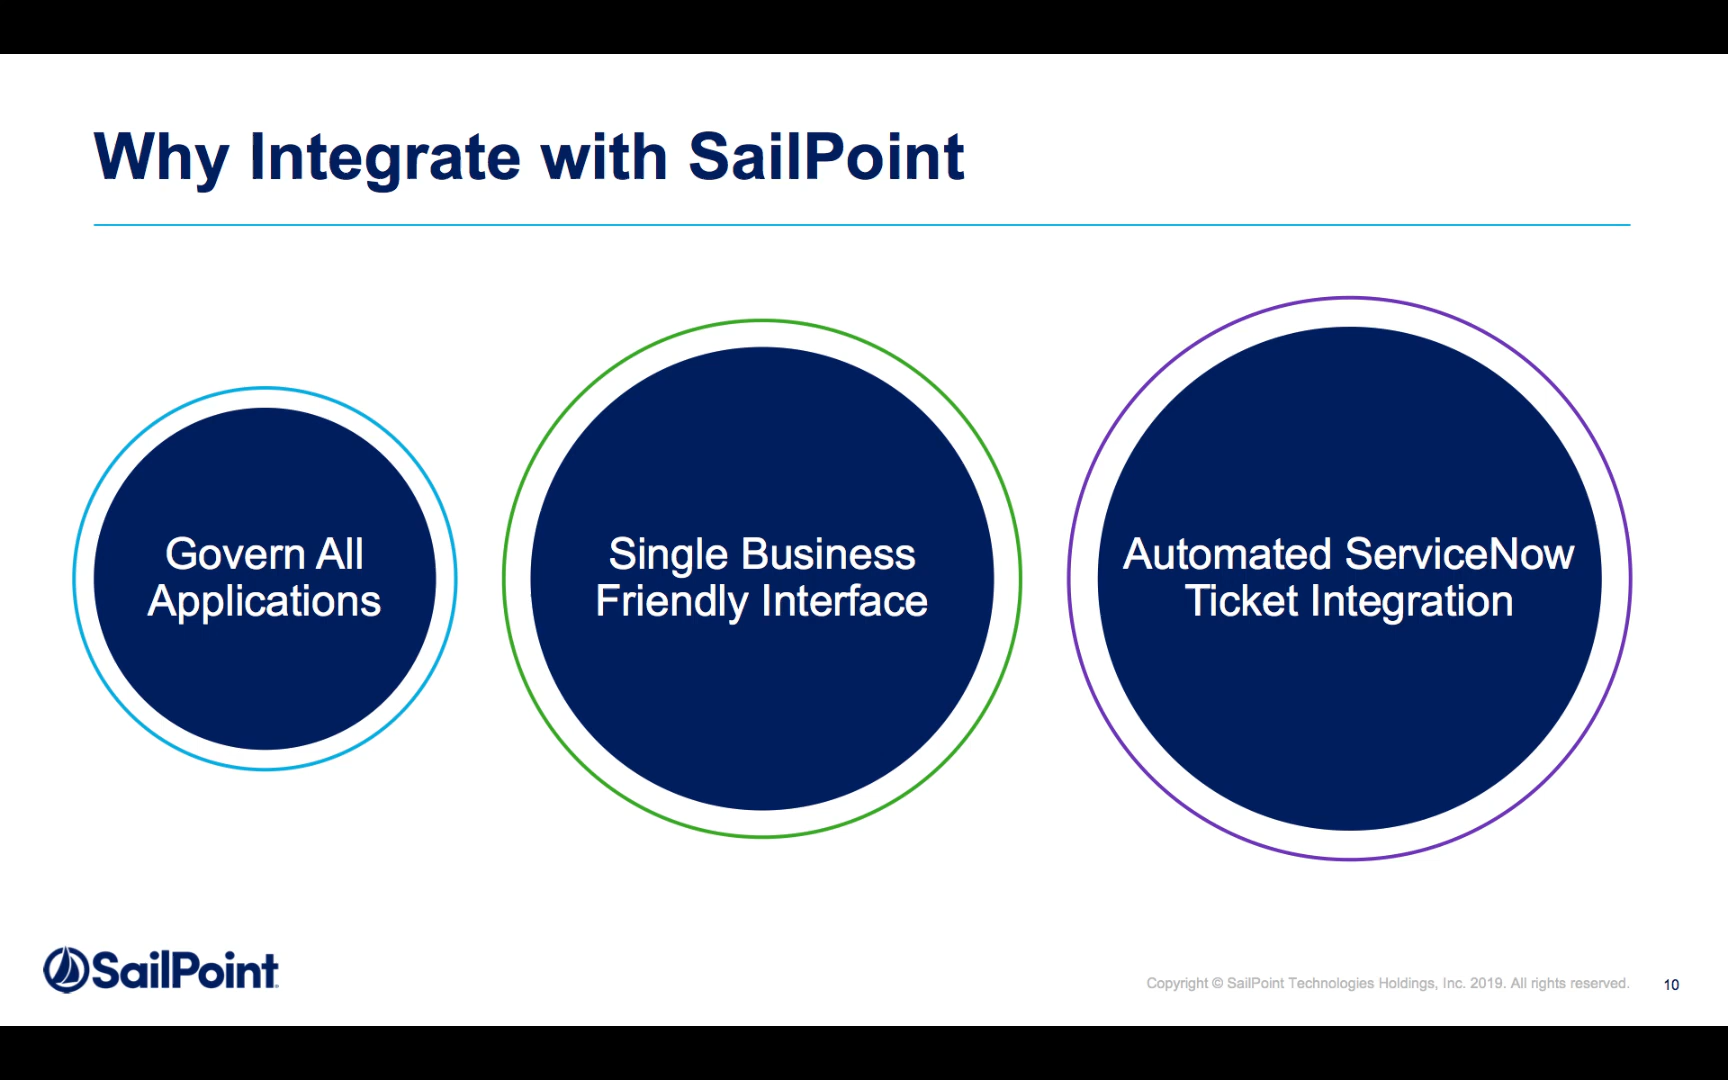 Why Integrate with SailPoint
Govern All
Applications
Single Business
Friendly Interface
Automated ServiceNow
Ticket Integration
SailPoint
Copyright © SailPoint Technologies Holdings, Inc. 2019. All rights reserved.
10